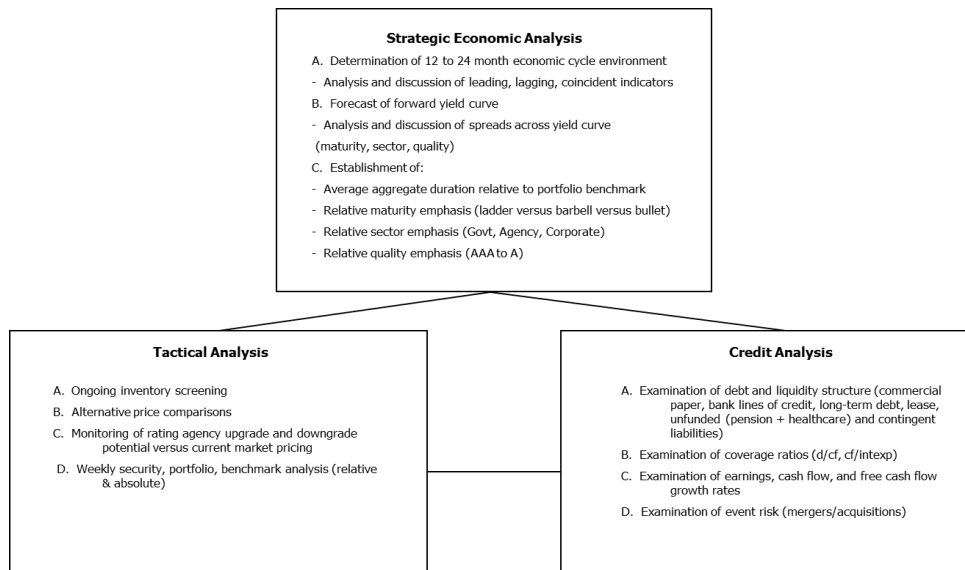 Strategic Economic Analysis
A. Determination of 12 to 24 month economic cycle environment
- Analysis and discussion of leading, lagging, coincident indicators
B. Forecast of forward yield curve
- Analysis and discussion of spreads across yield curve
(maturity, sector, quality)
C. Establishment of:
- Average aggregate duration relative to portfolio benchmark
- Relative maturity emphasis (ladder versus barbell versus bullet)
- Relative sector emphasis (Govt, Agency, Corporate)
- Relative quality emphasis (AAA to A)
Tactical Analysis
A. Ongoing inventory screening
B. Alternative price comparisons
C. Monitoring of rating agency upgrade and downgrade
potential versus current market pricing
D. Weekly security, portfolio, benchmark analysis (relative
& absolute)
Credit Analysis
A. Examination of debt and liquidity structure (commercial
paper, bank lines of credit, long-term debt, lease,
unfunded (pension + healthcare) and contingent
liabilities)
B. Examination of coverage ratios (d/cf, cf/intexp)
C. Examination of earnings, cash flow, and free cash flow
growth rates
D. Examination of event risk (mergers/acquisitions)